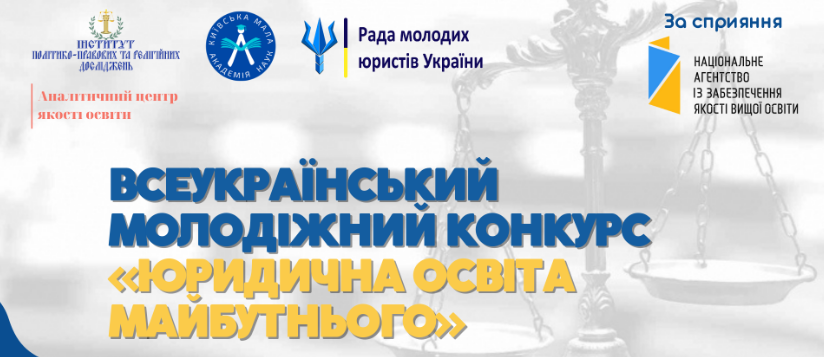 ІНСТИТУТ
ПОЛІТИКО-ПРАВОВИХ ТА РЕЛІГІЙНИХ
ДОСЛІДЖЕНЬ
Аналітичний центр
якості освіти
КИЇВСЬКА МАЛА
АКАДЕМІЯ НАУК
Рада молодих
юристів України
За сприяння
НАЦІОНАЛЬНЕ
АГЕНТСТВО
ІЗ ЗАБЕЗПЕЧЕННЯ
ЯКОСТІ ВИЩОЇ ОСВІТИ
ВСЕУКРАЇНСЬКИЙ
МОЛОДІЖНИЙ КОНКУРС
«ЮРИДИЧНА ОСВІТА
МАЙБУТНЬОГО»